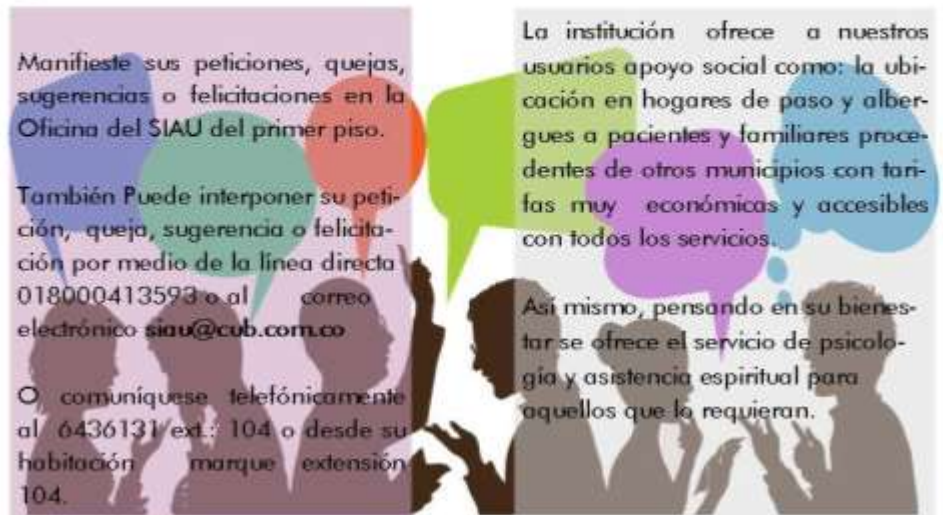 Manifieste sus peticiones, quejas,
sugerencias o felicitaciones en la
Oficina del SIAU del primer piso.
También Puede interponer su peti-
ción, queja, sugerencia o felicita-
ción por medio de la línea directa
018000413593 o al correo
electrónico siau@cub.com.co
O comuníquese telefónicamente
al 6436131 ext.: 104 o desde su
habitación marque extensión
104.
La institución ofrece a nuestros
usuarios apoyo social como: la ubi-
cación en hogares de paso y alber-
gues a pacientes y familiares proce-
dentes de otros municipios con tari-
fas muy económicas y accesibles
con todos los servicios.
Así mismo, pensando en su bienes-
tar se ofrece el servicio de psicolo-
gía y asistencia espiritual para
aquellos que lo requieran.